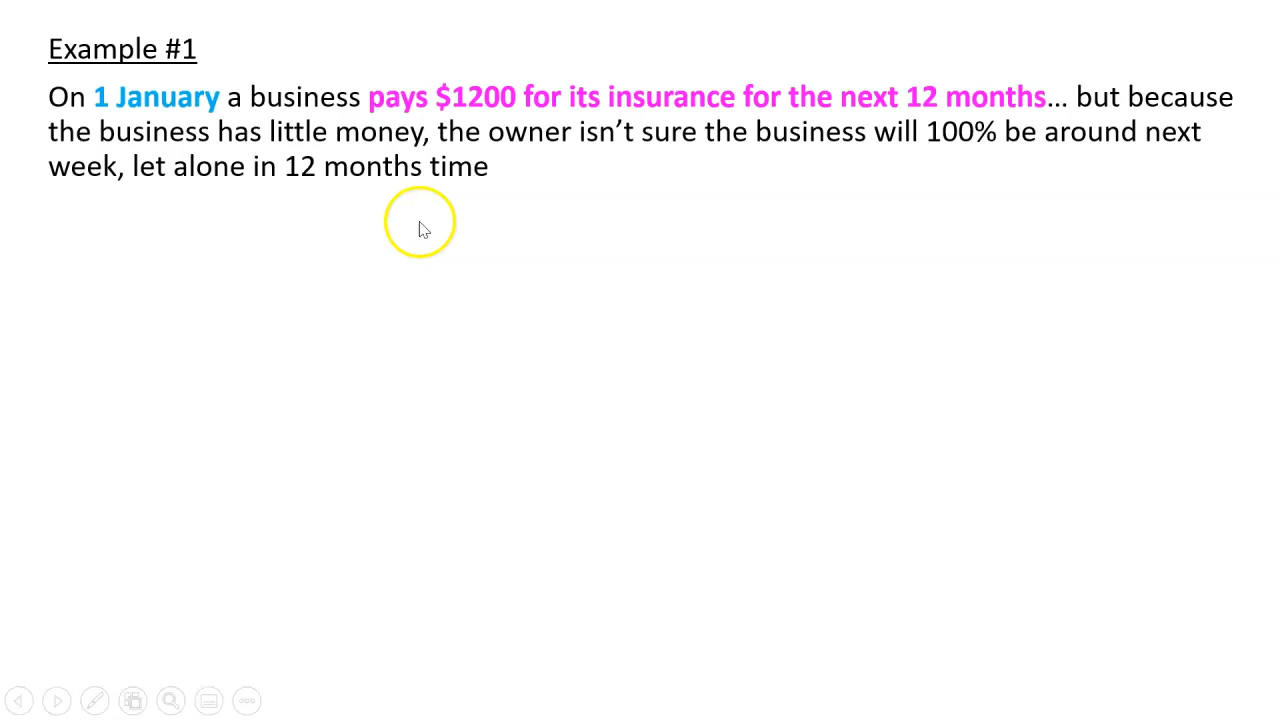 Example #1
On 1 January a business pays $1200 for its insurance for the next 12 months… but because
the business has little money, the owner isn’t sure the business will 100% be around next
week, let alone in 12 months time